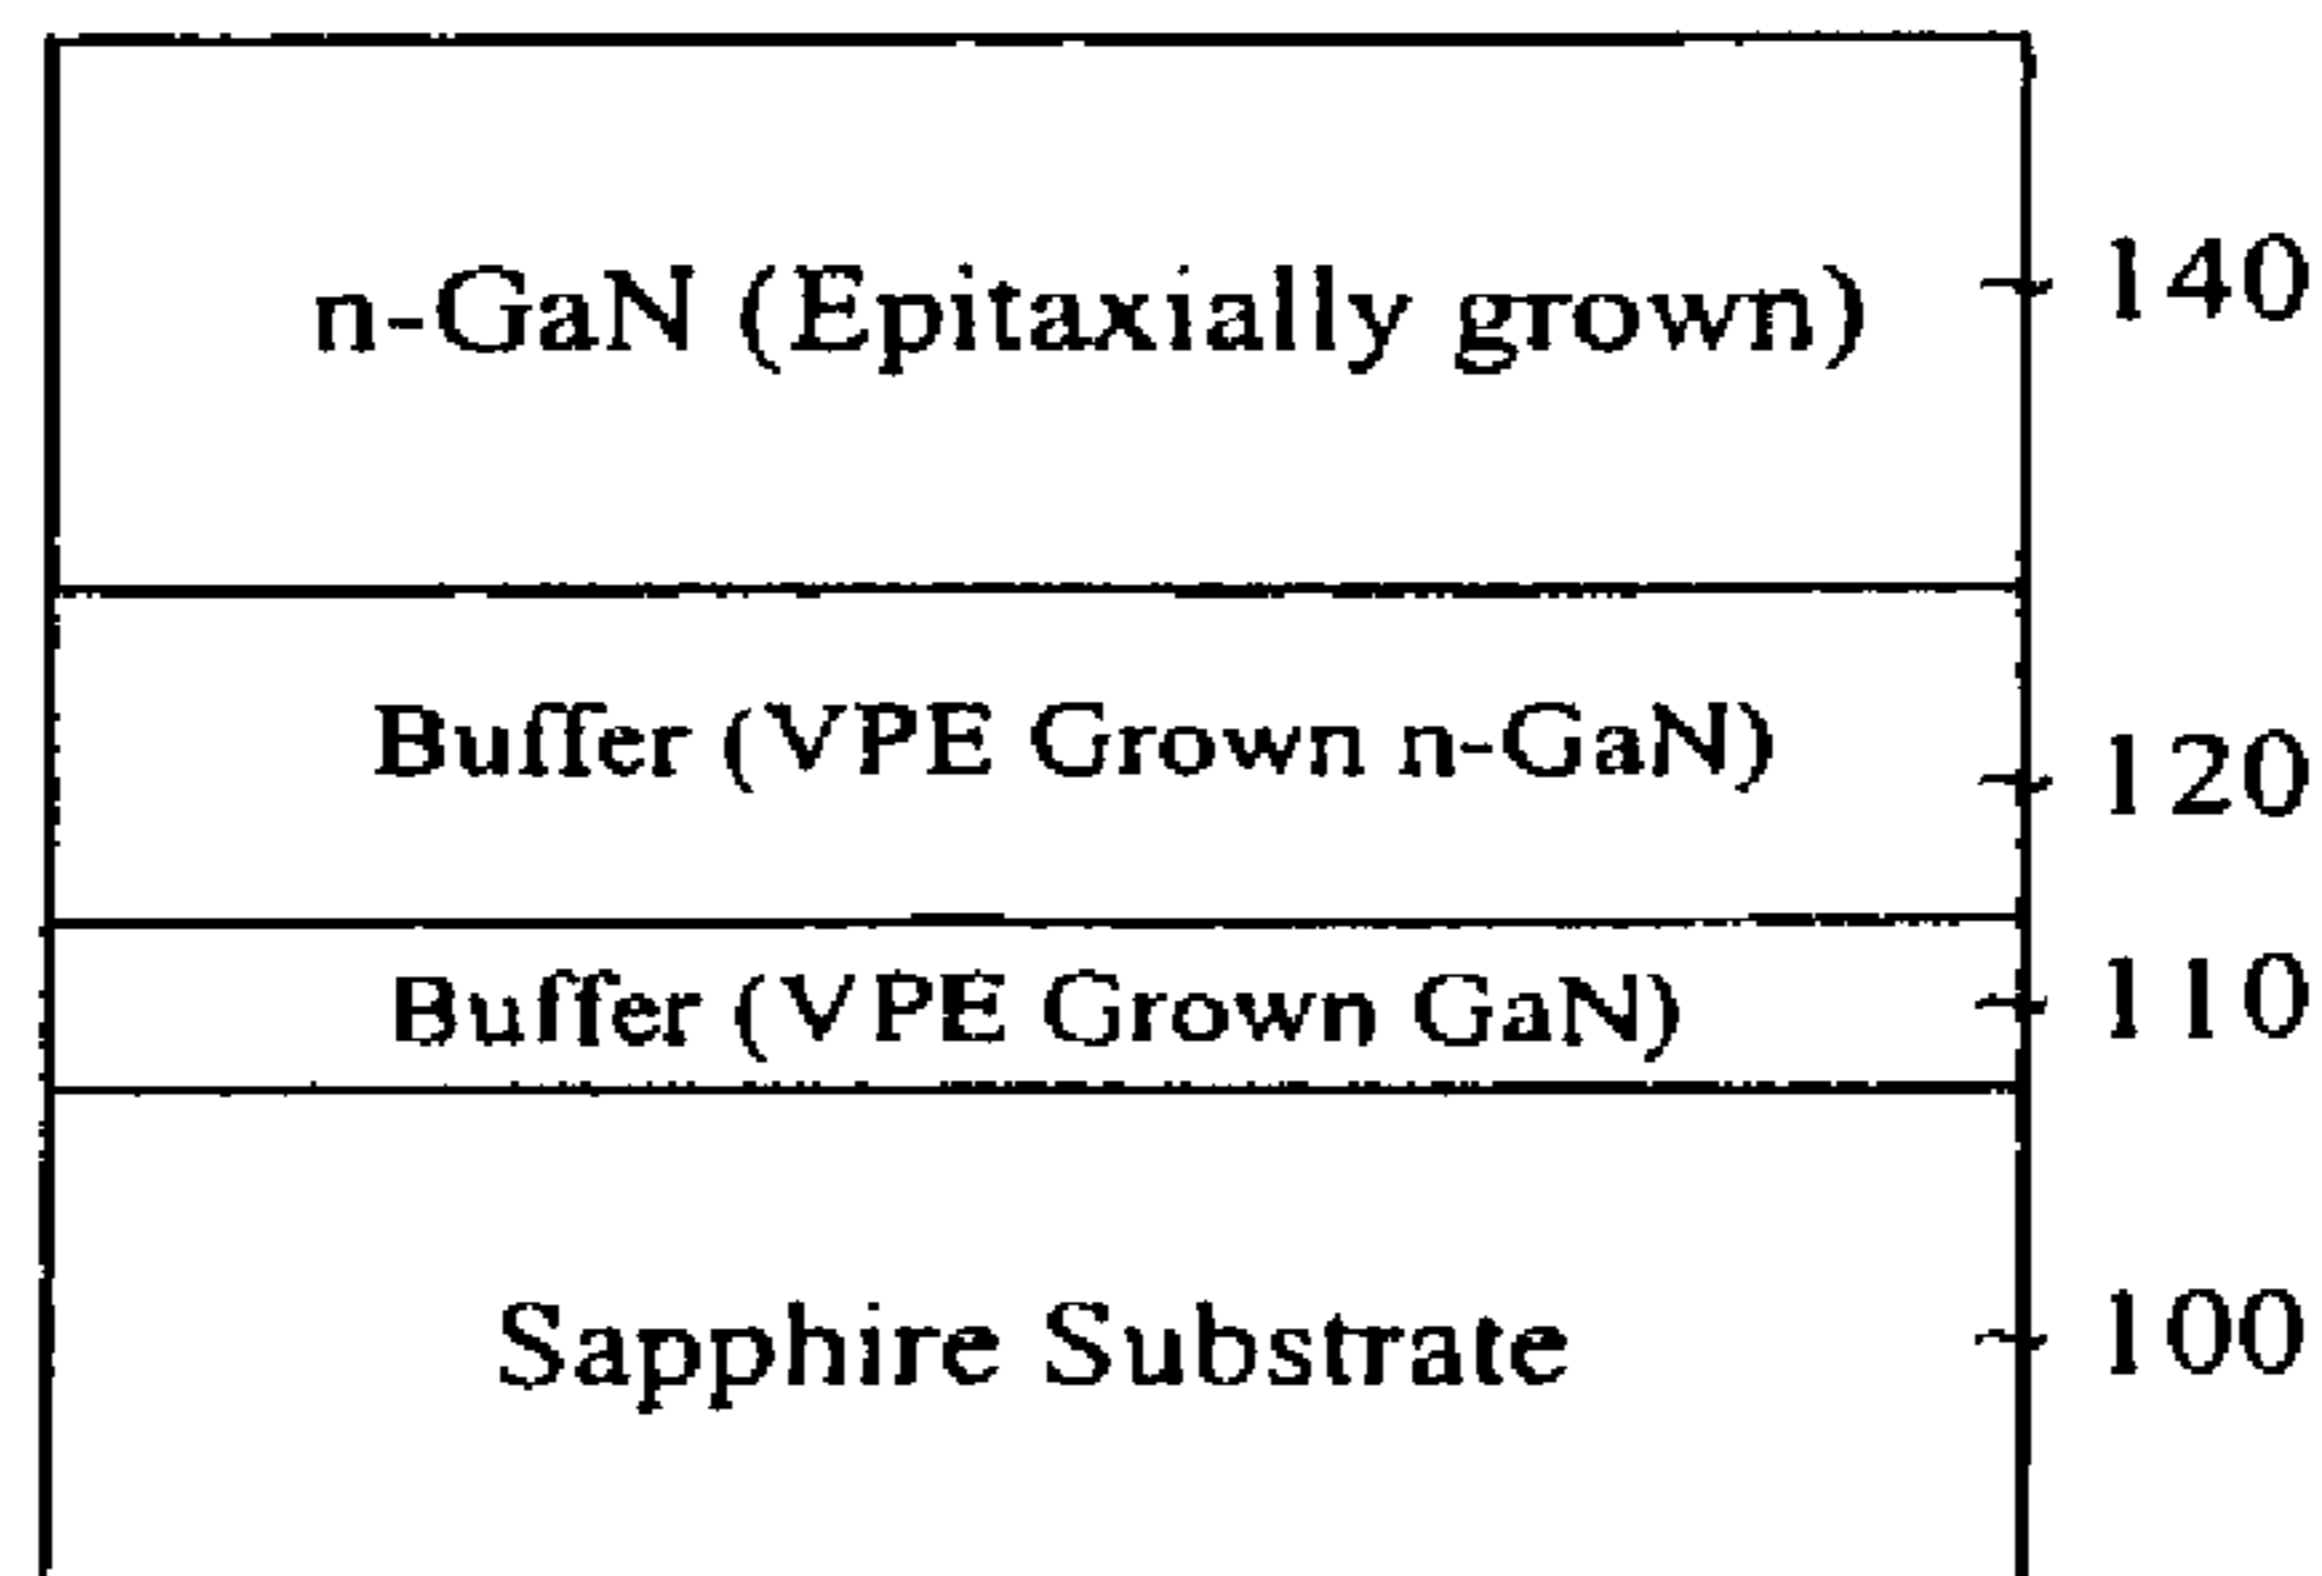 n-GaN (Epitaxially grown) 140
Buffer (VPE Grown n-GaN) 120
Buffer (VPE Grown GaN) 110
Sapphire Substrate 100